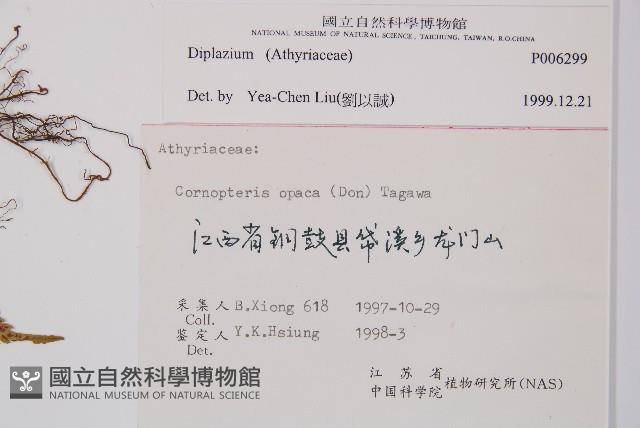 國立自然科學博物館
NATIONAL MUSEUM OF NATURAL SCIENCE, TAICHUNG, TAIWAN, R.O.CHINA
Diplazium (Athyriaceae) P006299
Det. by Yea-Chen Liu(劉以誠) 1999.12.21
Athyriaceae:
Cornopteris opaca (Don) Tagawa
江西省铜鼓县带溪乡龙门山
采集人 B.Xiong 618 1997-10-29
Coll.
鉴定人 Y.K.Hsiung 1998-3
Det.
江苏省
中国科学院 植物研究所(NAS)
國立自然科學博物館
NATIONAL MUSEUM OF NATURAL SCIENCE